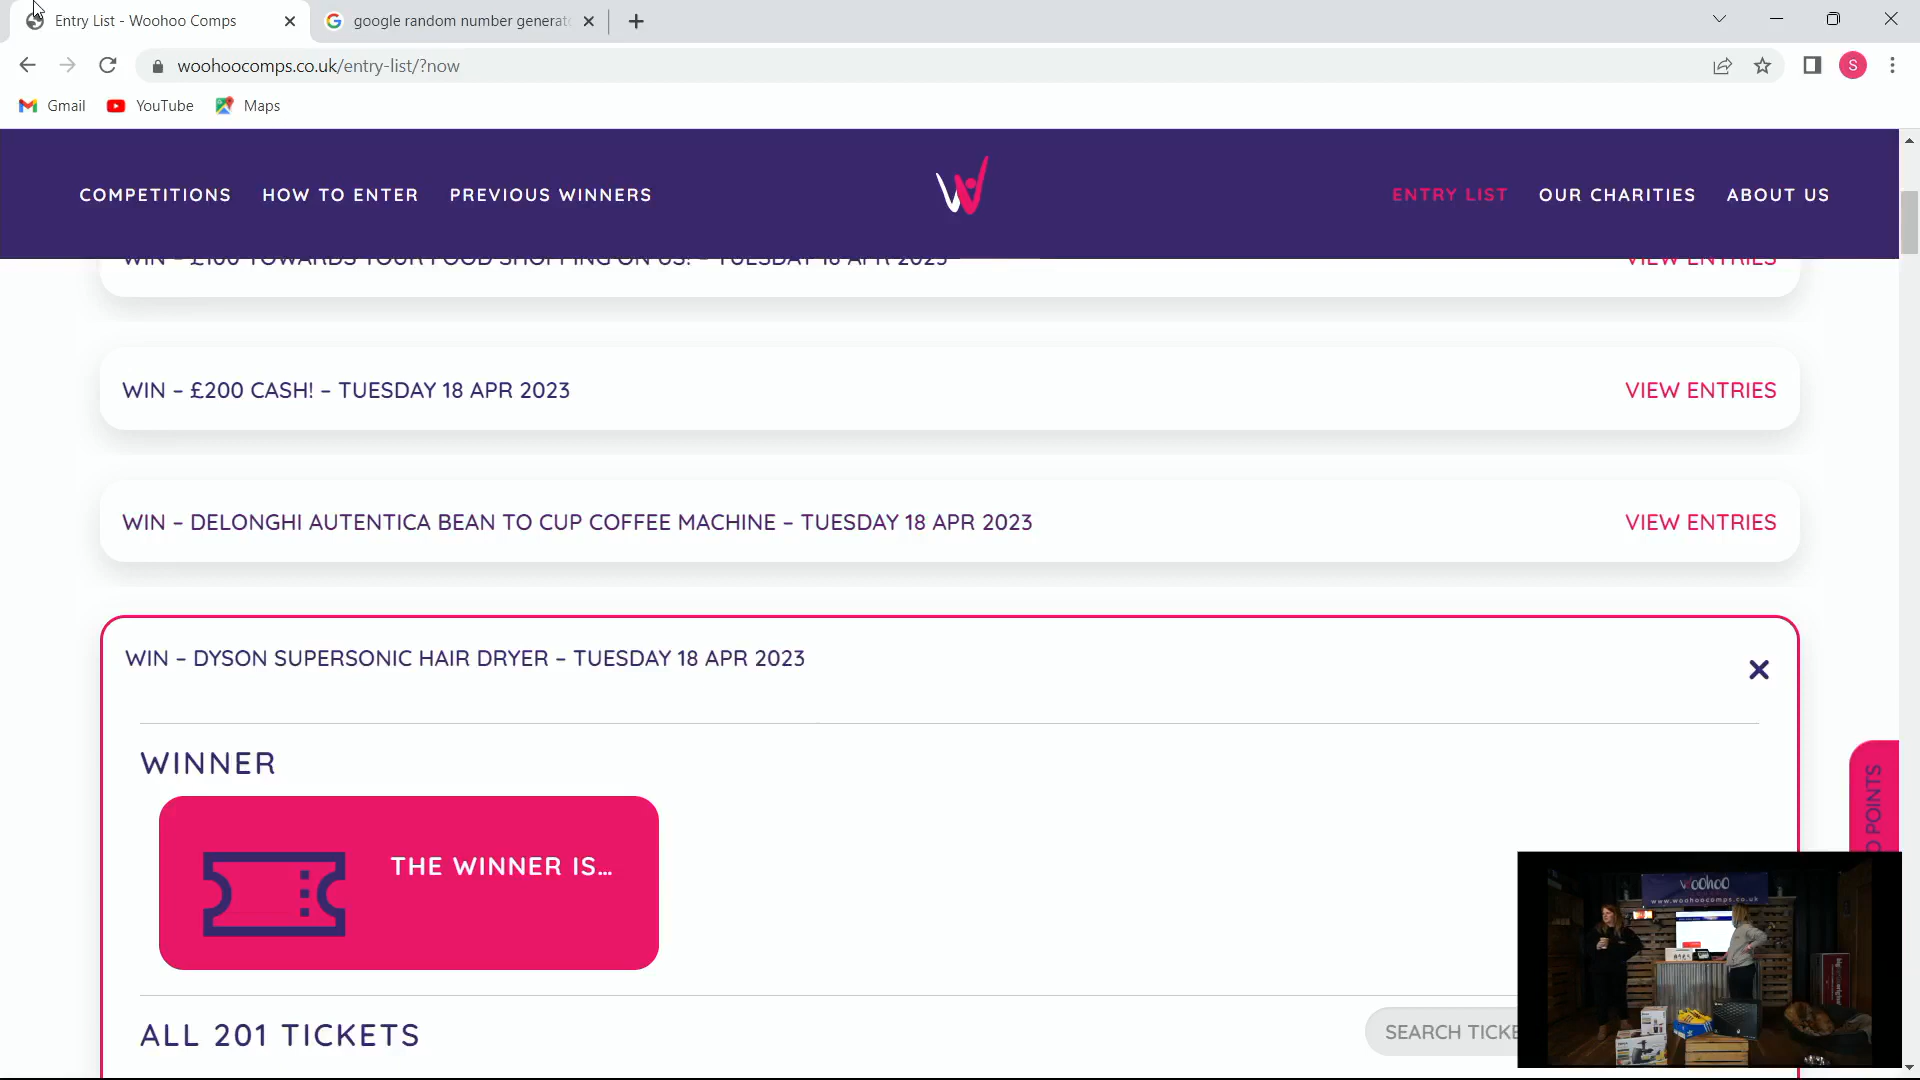 Entry List - Woohoo Comps
google random number generat
woohoocomps.co.uk/entry-list/?now
S
Gmail
YouTube
Maps
COMPETITIONS
HOW TO ENTER
PREVIOUS WINNERS
ENTRY LIST
OUR CHARITIES
ABOUT US
WIN – £100 TOWARDS YOUR FOOD SHOPPING ON US! – TUESDAY 18 APR 2023
VIEW ENTRIES
WIN – £200 CASH! – TUESDAY 18 APR 2023
VIEW ENTRIES
WIN – DELONGHI AUTENTICA BEAN TO CUP COFFEE MACHINE – TUESDAY 18 APR 2023
VIEW ENTRIES
WIN – DYSON SUPERSONIC HAIR DRYER – TUESDAY 18 APR 2023
WINNER
THE WINNER IS...
POINTS
ALL 201 TICKETS
SEARCH TICKE
woohoo
www.woohoocomps.co.uk